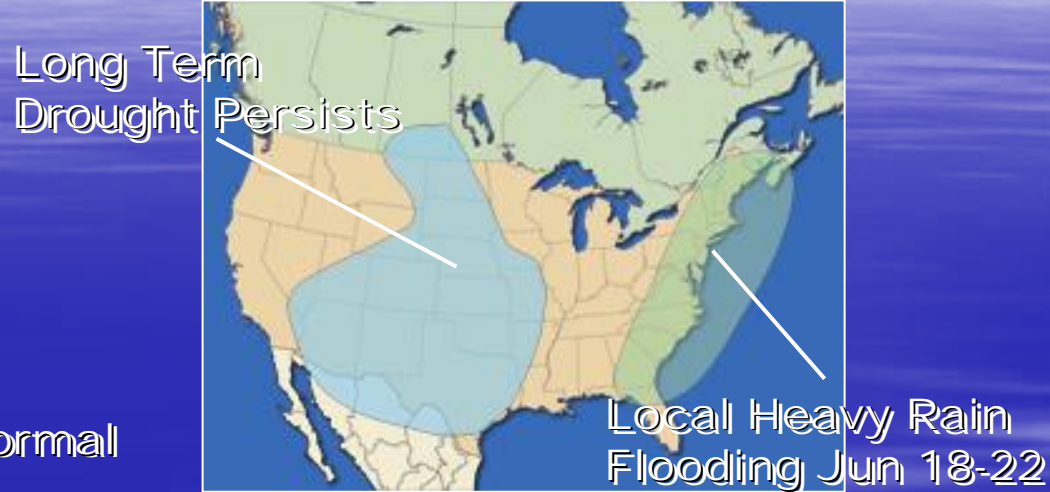 Long Term
Drought Persists
ormal
Local Heavy Rain
Flooding Jun 18-22